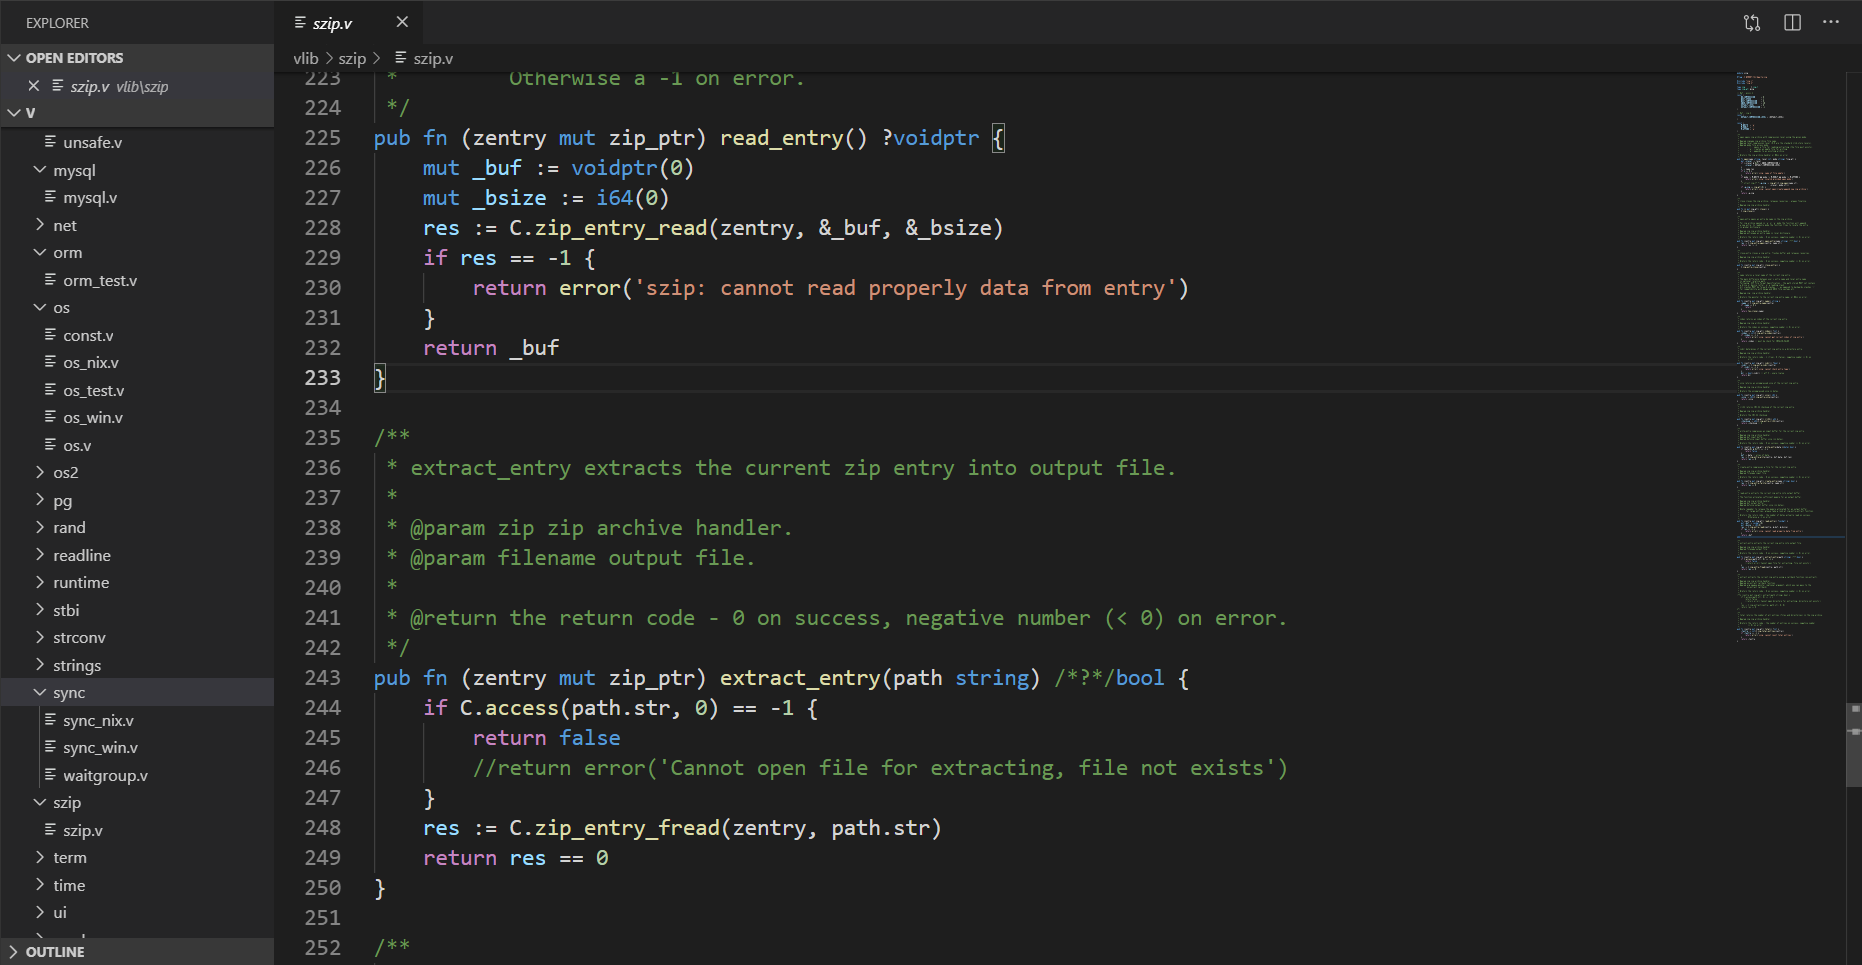 EXPLORER
OPEN EDITORS
szip.v vlib\szip
V
unsafe.v
mysql
mysql.v
net
orm
orm_test.v
os
const.v
os_nix.v
os_test.v
os_win.v
os.v
os2
pg
rand
readline
runtime
stbi
strconv
strings
sync
sync_nix.v
sync_win.v
waitgroup.v
szip
szip.v
term
time
ui
OUTLINE
szip.v
vlib > szip > szip.v
223 * Otherwise a -1 on error.
224 */
225 pub fn (zentry mut zip_ptr) read_entry() ?voidptr {
226 mut _buf := voidptr(0)
227 mut _bsize := i64(0)
228 res := C.zip_entry_read(zentry, &_buf, &_bsize)
229 if res == -1 {
230 return error('szip: cannot read properly data from entry')
231 }
232 return _buf
233 }
234
235 /**
236 * extract_entry extracts the current zip entry into output file.
237 *
238 * @param zip zip archive handler.
239 * @param filename output file.
240 *
241 * @return the return code - 0 on success, negative number (< 0) on error.
242 */
243 pub fn (zentry mut zip_ptr) extract_entry(path string) /*?*/bool {
244 if C.access(path.str, 0) == -1 {
245 return false
246 //return error('Cannot open file for extracting, file not exists')
247 }
248 res := C.zip_entry_fread(zentry, path.str)
249 return res == 0
250 }
251
252 /**